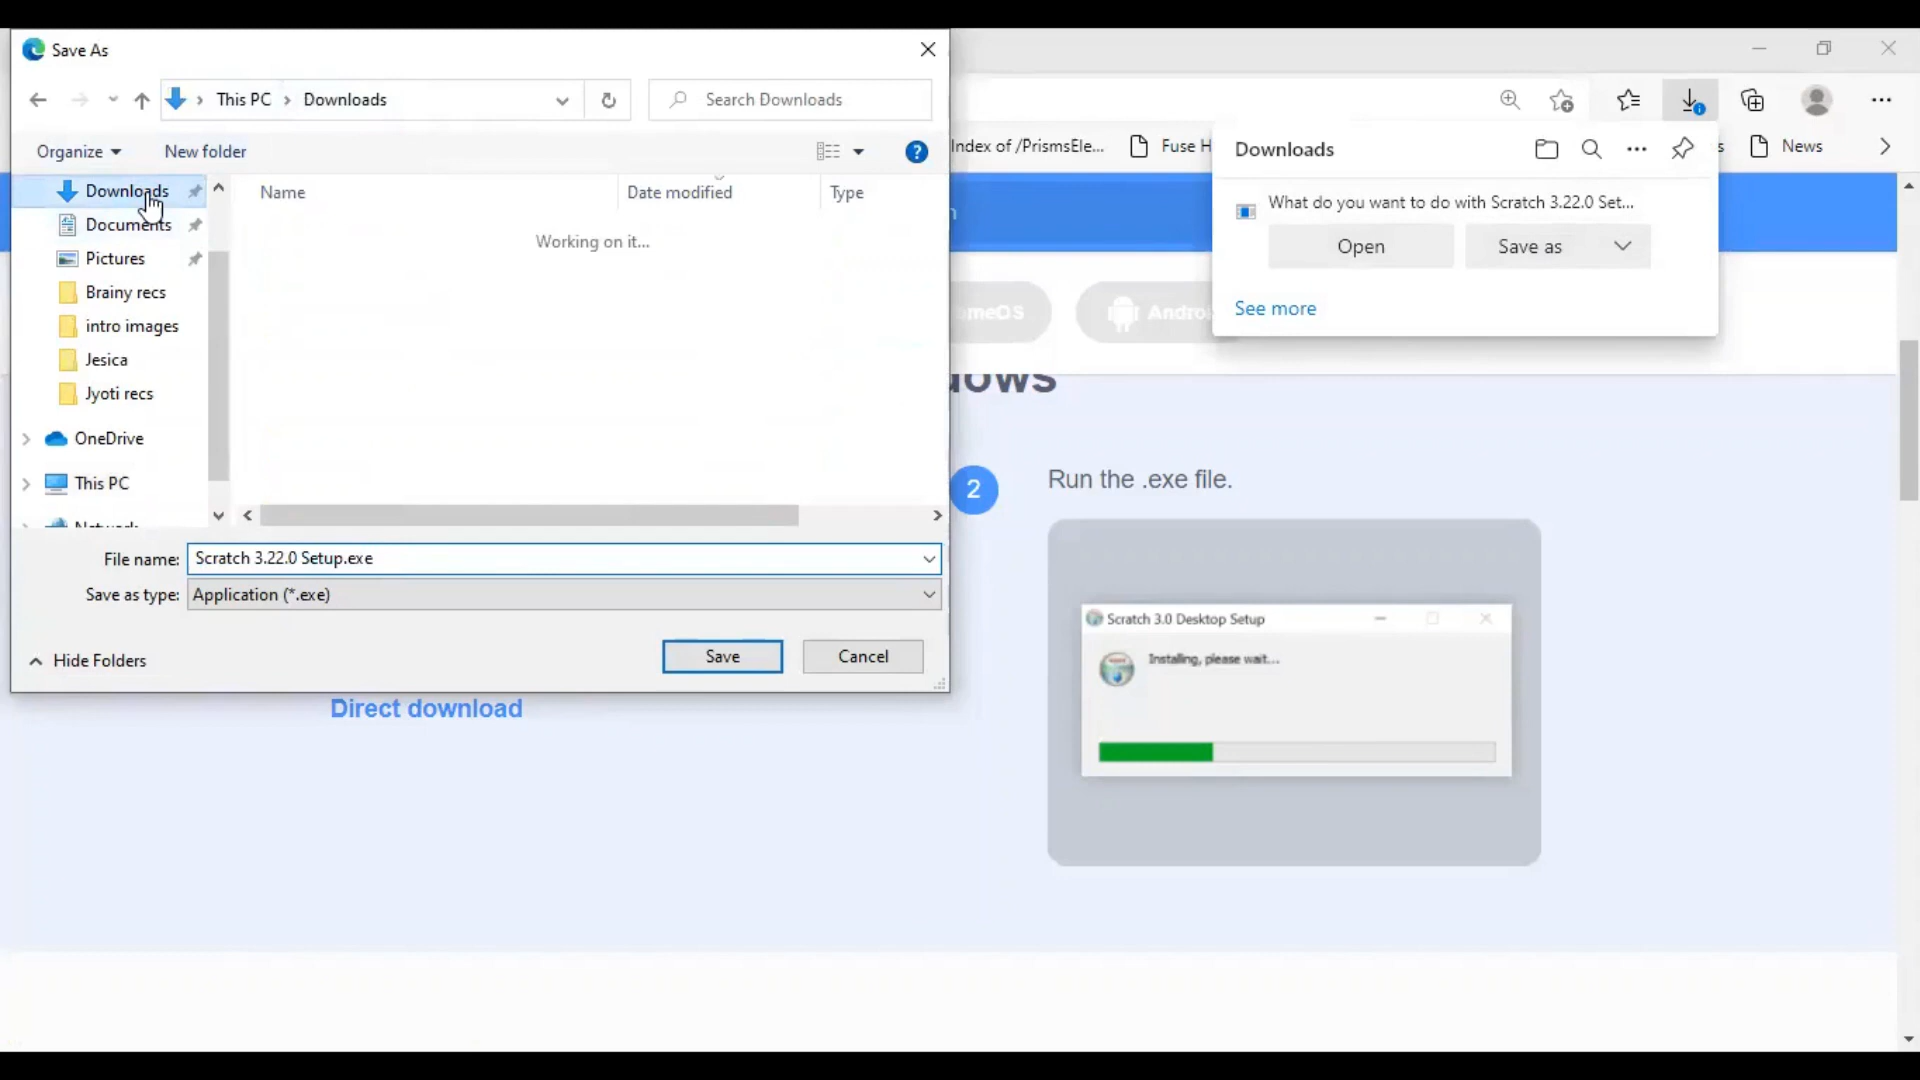 Save As
This PC > Downloads
Search Downloads
Organize
New folder
Downloads
Documents
Pictures
Brainy recs
intro images
Jesica
Jyoti recs
OneDrive
This PC
Name
Date modified
Type
Working on it...
File name:
Scratch 3.22.0 Setup.exe
Save as type:
Application (*.exe)
Hide Folders
Save
Cancel
Index of /PrismsEle...
Fuse H
News
Downloads
What do you want to do with Scratch 3.22.0 Set...
Open
Save as
See more
meOS
Andro
dows
2
Run the .exe file.
Scratch 3.0 Desktop Setup
Installing, please wait...
Direct download